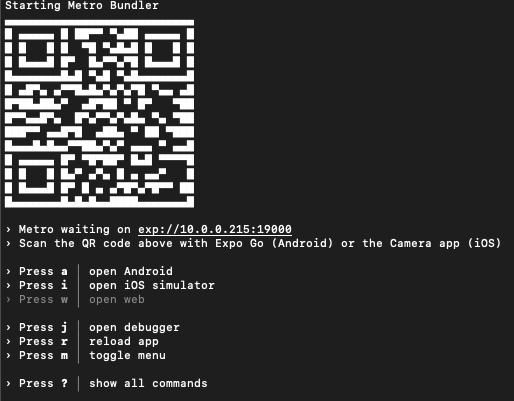 Starting Metro Bundler
› Metro waiting on exp://10.0.0.215:19000
› Scan the QR code above with Expo Go (Android) or the Camera app (iOS)
› Press a │ open Android
› Press i │ open iOS simulator
› Press w │ open web
› Press j │ open debugger
› Press r │ reload app
› Press m │ toggle menu
› Press ? │ show all commands